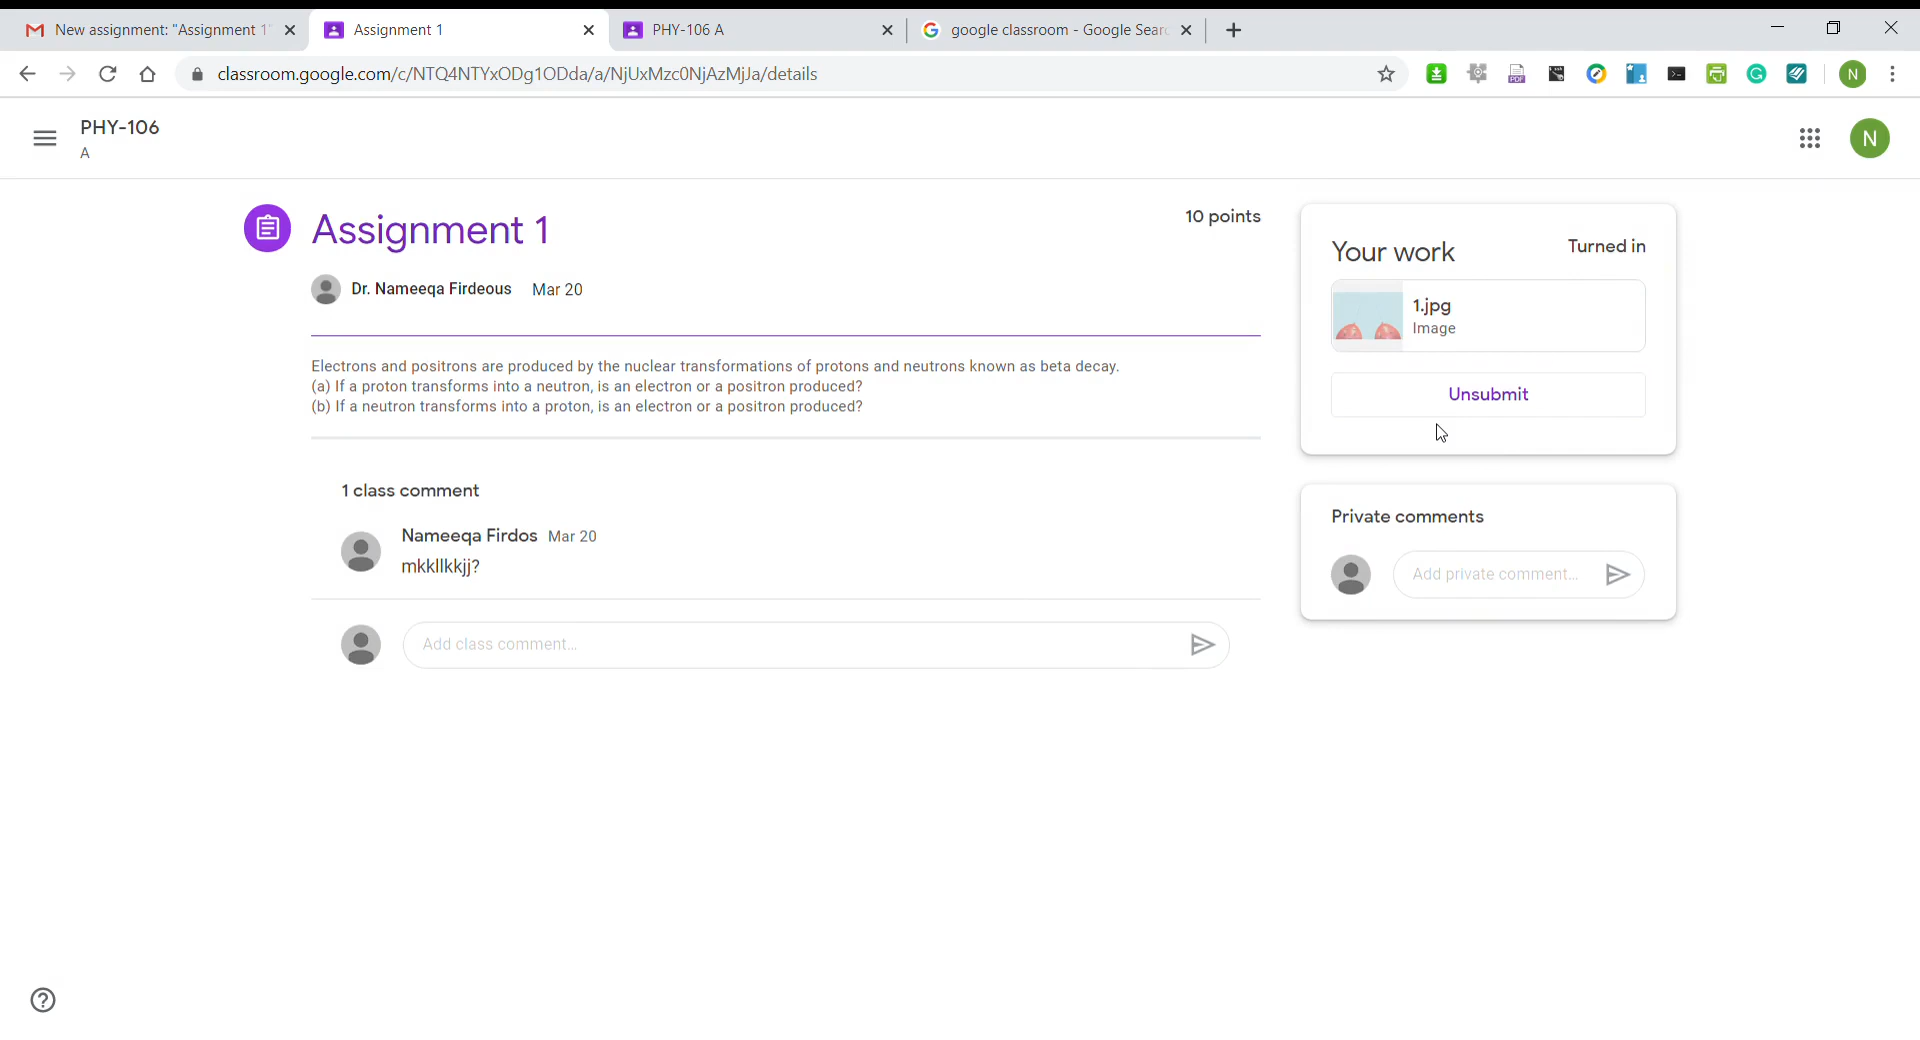 New assignment: "Assignment 1"
Assignment 1
PHY-106 A
google classroom - Google Sear
classroom.google.com/c/NTQ4NTYxODg1ODda/a/NjUxMzc0NjAzMjJa/details
PDF
N
PHY-106
A
N
Assignment 1
10 points
Dr. Nameeqa Firdeous Mar 20
Electrons and positrons are produced by the nuclear transformations of protons and neutrons known as beta decay.
(a) If a proton transforms into a neutron, is an electron or a positron produced?
(b) If a neutron transforms into a proton, is an electron or a positron produced?
1 class comment
Nameeqa Firdos Mar 20
mkkllkkjj?
Add class comment...
Your work
Turned in
1.jpg
Image
Unsubmit
Private comments
Add private comment...